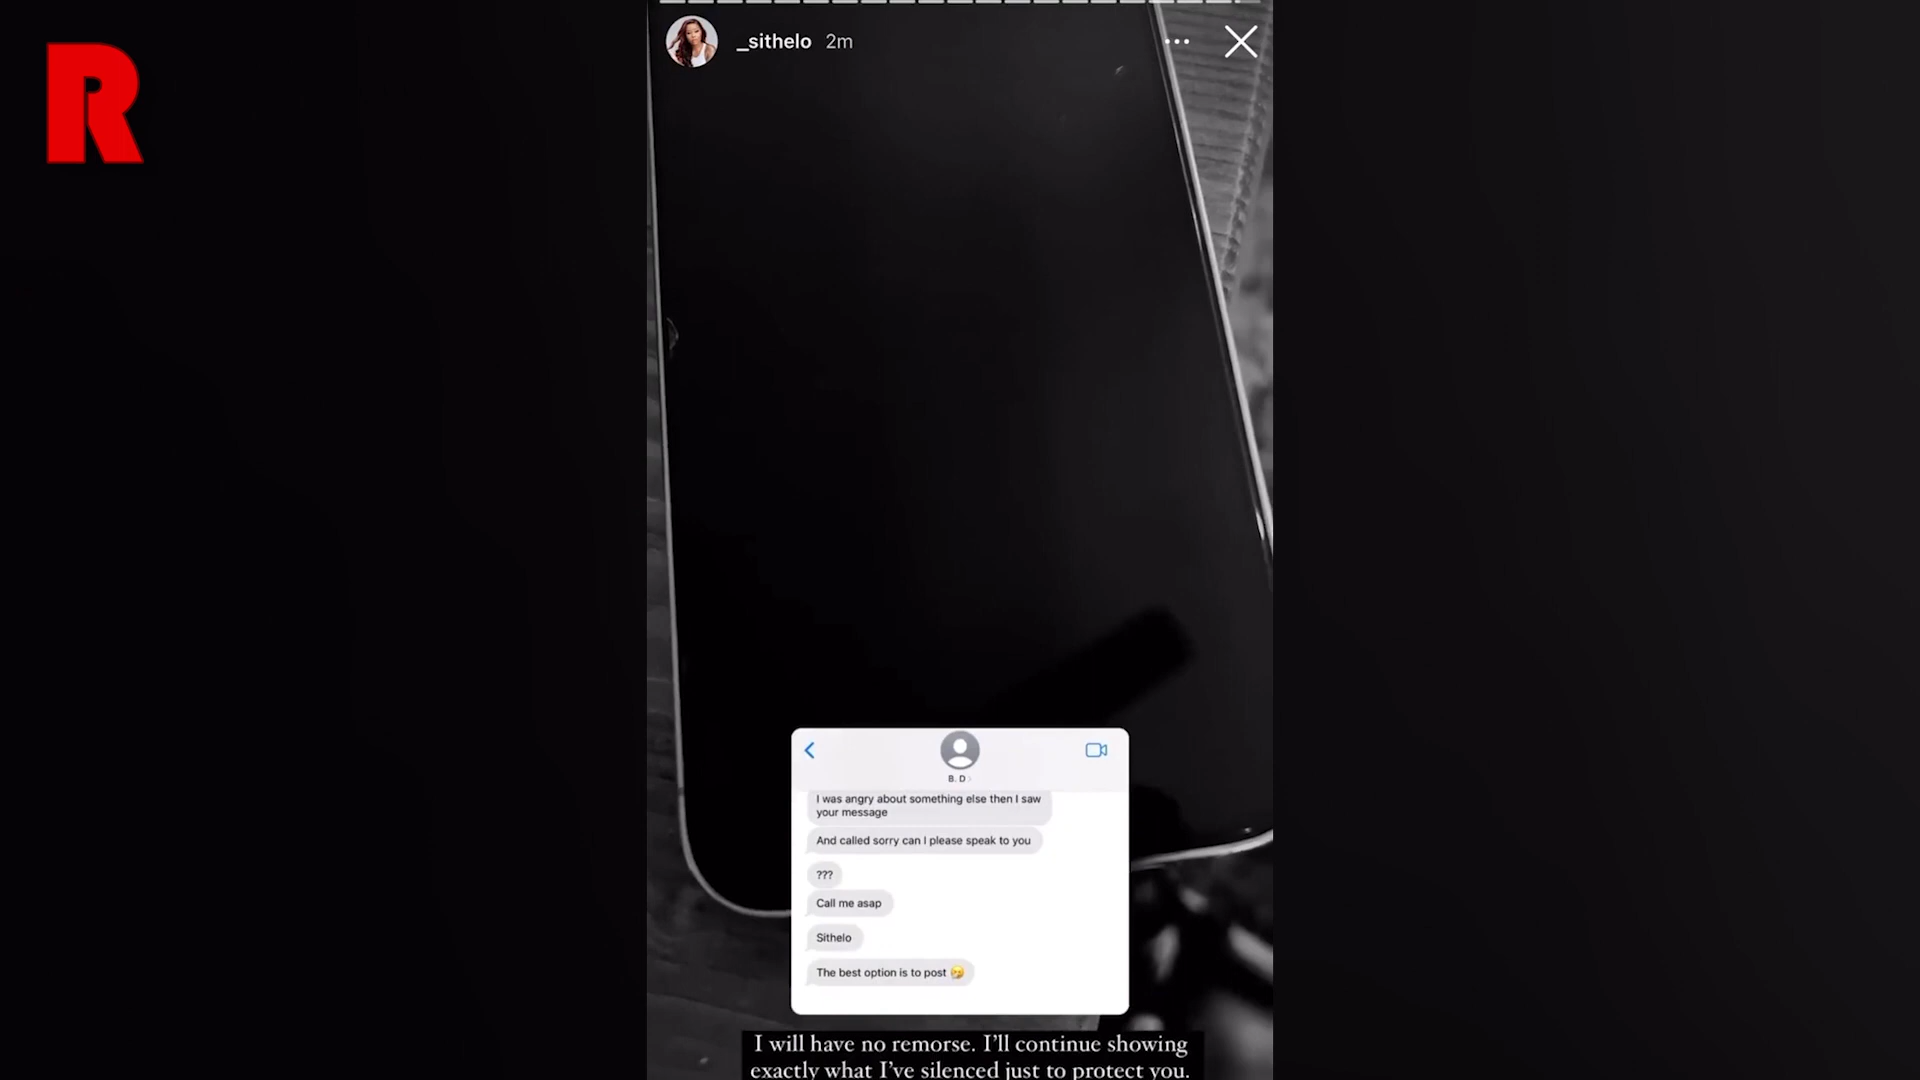 R
_sithelo 2m
B. D
I was angry about something else then I saw
your message
And called sorry can I please speak to you
???
Call me asap
Sithelo
The best option is to post 🤣
I will have no remorse. I'll continue showing
exactly what I've silenced just to protect you.